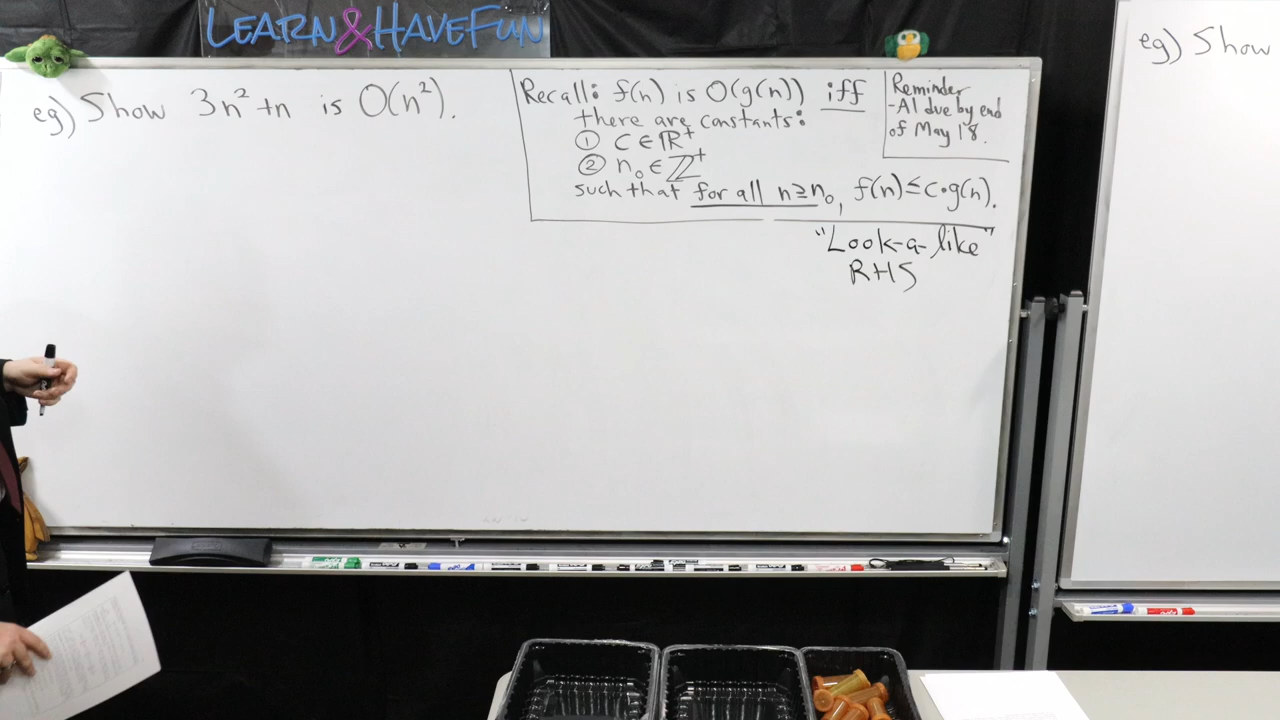 LEARN&HAVEFUN
eg) Show 3n²+n is O(n²).
Recall: f(n) is O(g(n)) iff
there are constants:
① C∈ℝ⁺
② n₀∈ℤ⁺
such that for all n≥n₀, f(n)≤c•g(n).
Reminder
-A1 due by end
of May 18.
"Look-a-like"
RHS
eg) Show